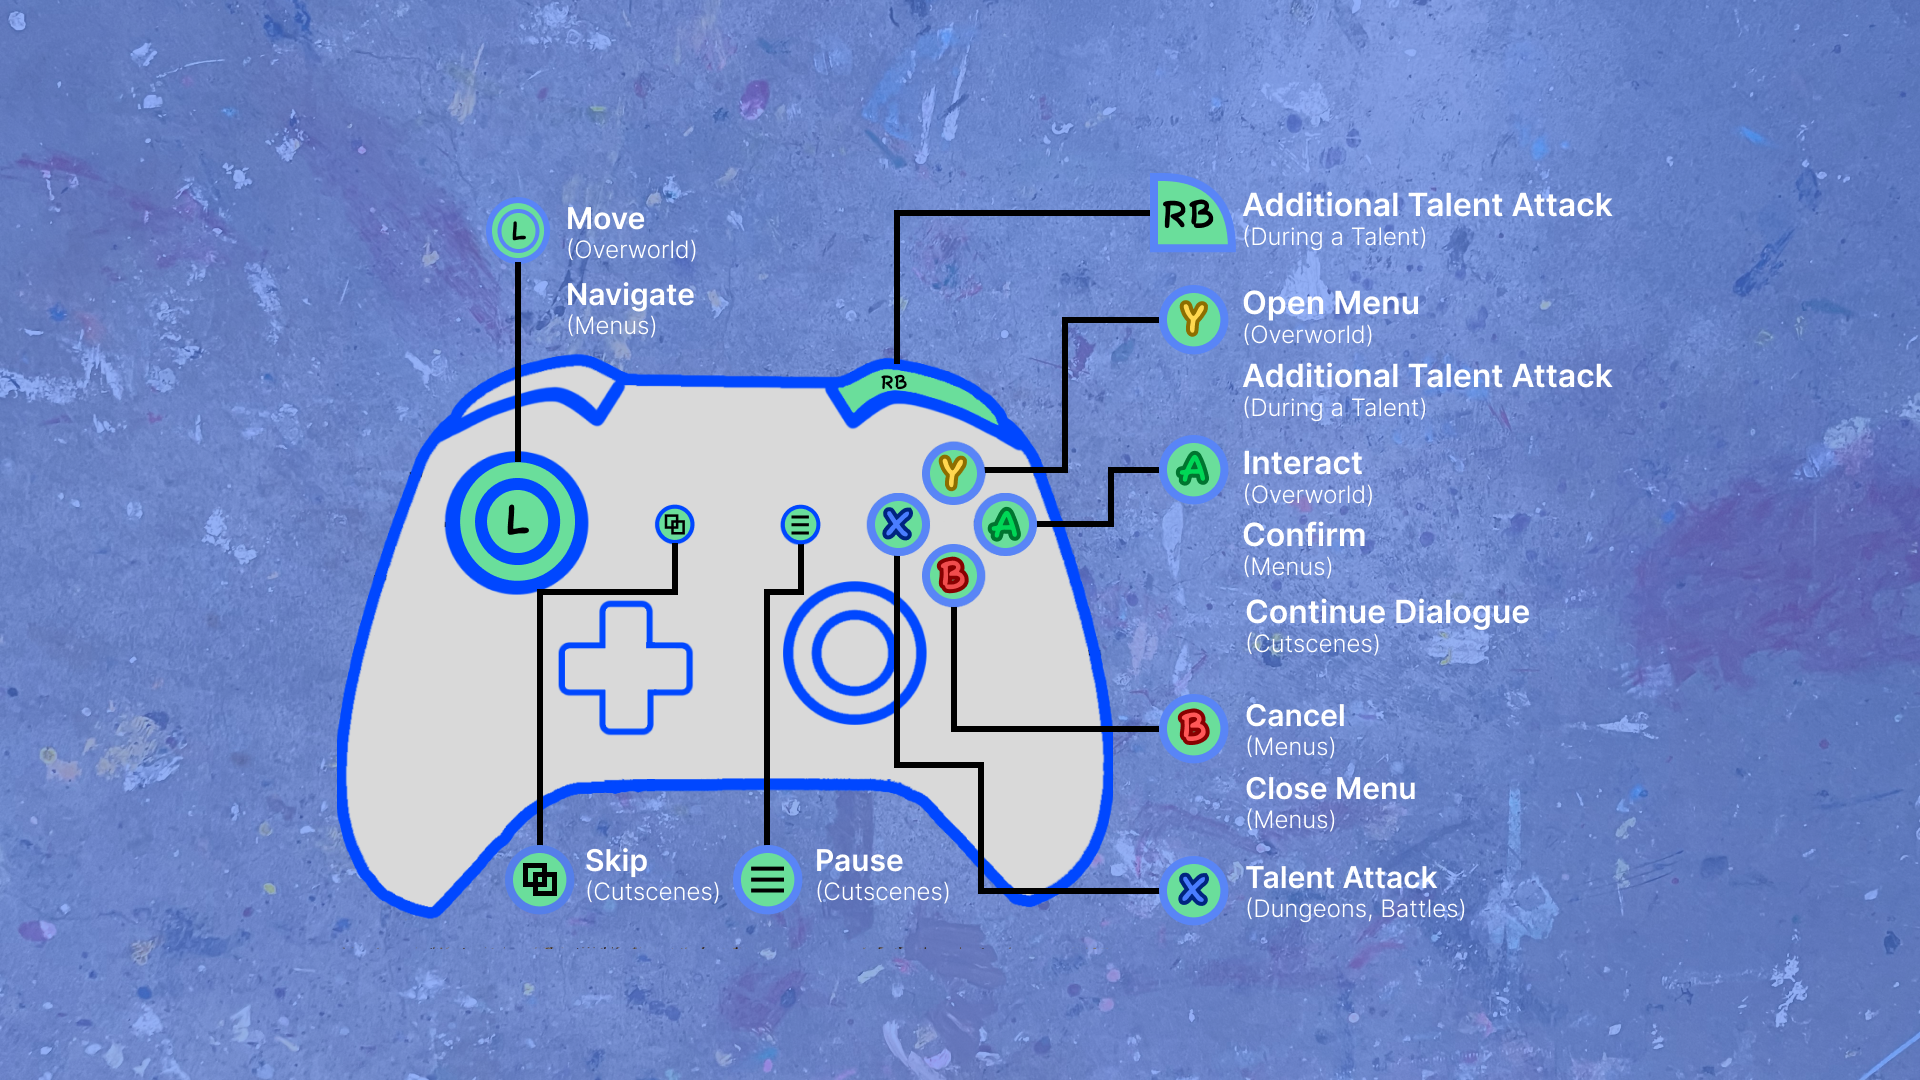 L
Move
(Overworld)
Navigate
(Menus)
RB
Additional Talent Attack
(During a Talent)
Y
Open Menu
(Overworld)
Additional Talent Attack
(During a Talent)
A
Interact
(Overworld)
Confirm
(Menus)
Continue Dialogue
(Cutscenes)
B
Cancel
(Menus)
Close Menu
(Menus)
X
Talent Attack
(Dungeons, Battles)
RB
L
Y
X
A
B
Skip
(Cutscenes)
Pause
(Cutscenes)